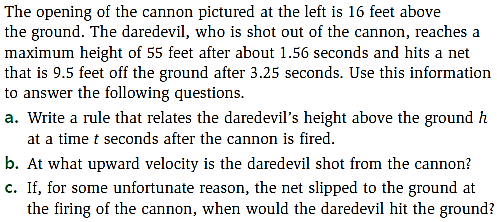 The opening of the cannon pictured at the left is 16 feet above
the ground. The daredevil, who is shot out of the cannon, reaches a
maximum height of 55 feet after about 1.56 seconds and hits a net
that is 9.5 feet off the ground after 3.25 seconds. Use this information
to answer the following questions.
a. Write a rule that relates the daredevil's height above the ground h
at a time t seconds after the cannon is fired.
b. At what upward velocity is the daredevil shot from the cannon?
c. If, for some unfortunate reason, the net slipped to the ground at
the firing of the cannon, when would the daredevil hit the ground?